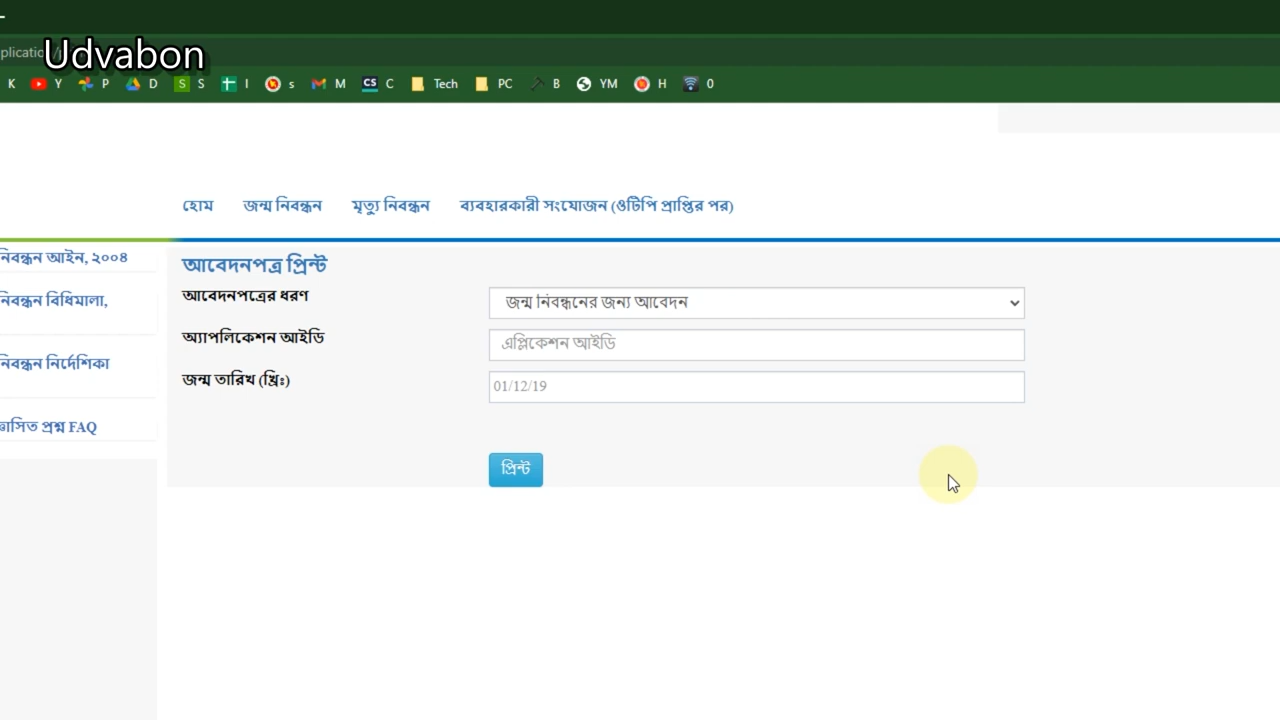 Udvabon
K Y P D S S I s M CS C Tech PC B YM H 0
হোম জন্ম নিবন্ধন মৃত্যু নিবন্ধন ব্যবহারকারী সংযোজন (ওটিপি প্রাপ্তির পর)
নিবন্ধন আইন, ২০০৪
নিবন্ধন বিধিমালা,
নিবন্ধন নির্দেশিকা
প্রশ্ন FAQ
আবেদনপত্র প্রিন্ট
আবেদনপত্রের ধরণ
জন্ম নিবন্ধনের জন্য আবেদন
অ্যাপলিকেশন আইডি
এপ্লিকেশন আইডি
জন্ম তারিখ (খ্রিঃ)
01/12/19
প্রিন্ট